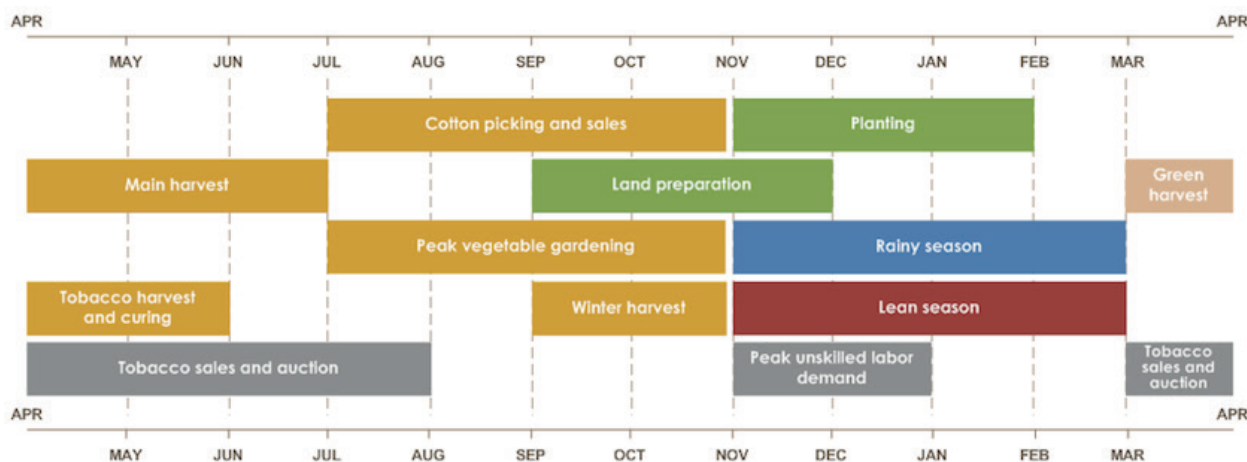 APR APR
MAY JUN JUL AUG SEP OCT NOV DEC JAN FEB MAR
Cotton picking and sales Planting
Main harvest Land preparation Green
harvest
Peak vegetable gardening Rainy season
Tobacco harvest
and curing
Winter harvest Lean season
Tobacco sales and auction
Peak unskilled labor
demand
Tobacco
sales and
auction
APR APR
MAY JUN JUL AUG SEP OCT NOV DEC JAN FEB MAR